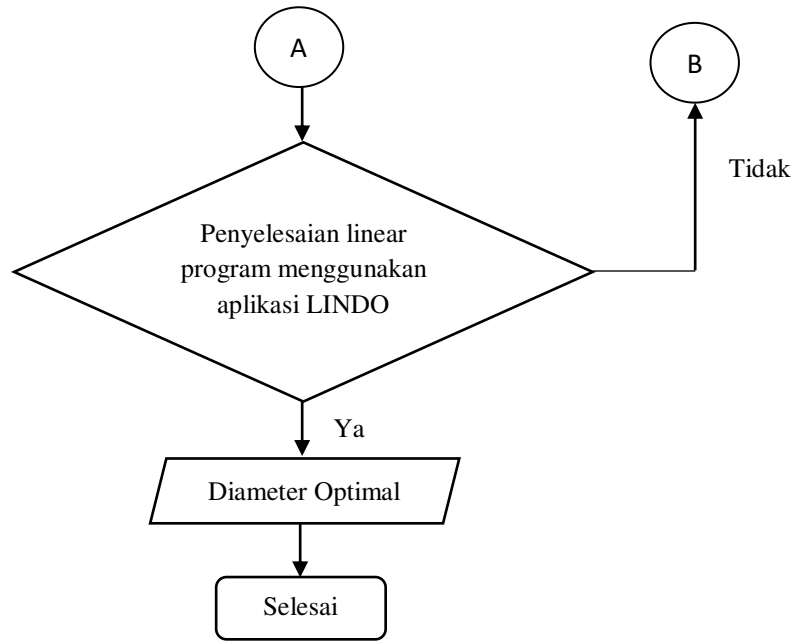 A
B
Tidak
Penyelesaian linear
program menggunakan
aplikasi LINDO
Ya
Diameter Optimal
Selesai